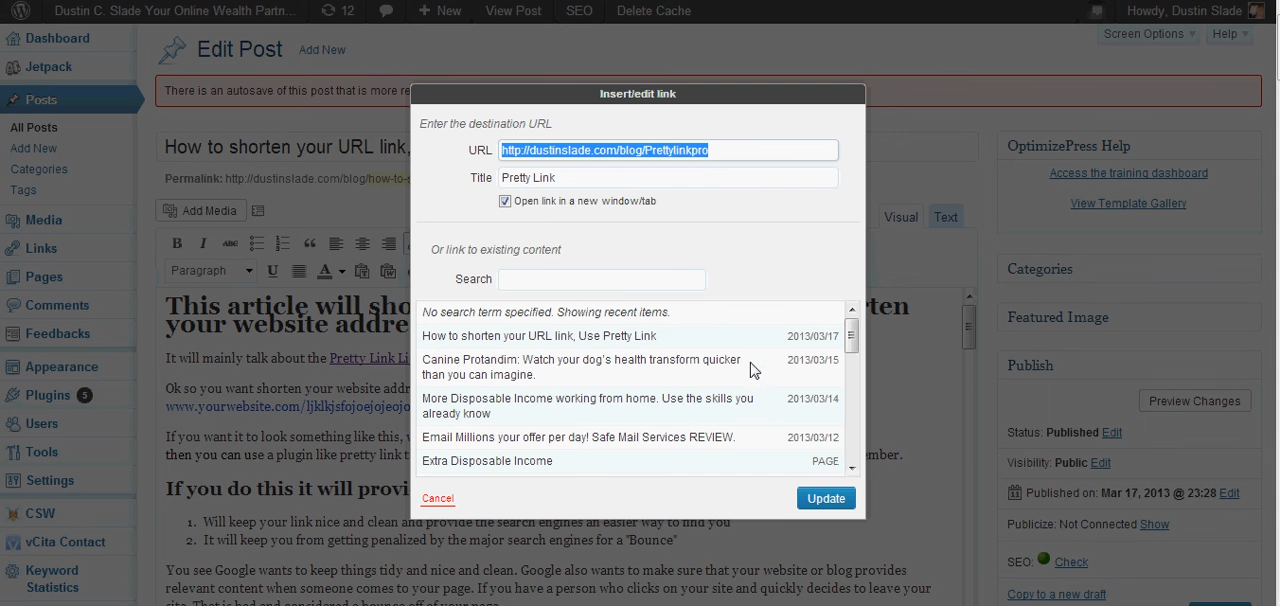 Dustin C. Slade Your Online Wealth Partn... 12 New View Post SEO Delete Cache Howdy, Dustin Slade
Dashboard
Jetpack
Posts
All Posts
Add New
Categories
Tags
Media
Links
Pages
Comments
Feedbacks
Appearance
Plugins 5
Users
Tools
Settings
CSW
vCita Contact
Keyword
Statistics
Screen Options Help
Edit Post Add New
There is an autosave of this post that is more re
How to shorten your URL link,
Permalink: http://dustinslade.com/blog/how-to-
Add Media
Visual Text
Paragraph
This article will sho
rten
your website addre
It will mainly talk about the Pretty Link Li
Ok so you want shorten your website addr
www.yourwebsite.com/ljklkjsfojoejojeojo
If you want it to look something like this, w
then you can use a plugin like pretty link t
mber.
If you do this it will provi
1. Will keep your link nice and clean and provide the search engines an easier way to find you
2. It will keep you from getting penalized by the major search engines for a "Bounce"
You see Google wants to keep things tidy and nice and clean. Google also wants to make sure that your website or blog provides
relevant content when someone comes to your page. If you have a person who clicks on your site and quickly decides to leave your
site. That is bad and considered a bounce off of your page.
Insert/edit link
Enter the destination URL
URL http://dustinslade.com/blog/Prettylinkpro
Title Pretty Link
Open link in a new window/tab
Or link to existing content
Search
No search term specified. Showing recent items.
How to shorten your URL link, Use Pretty Link 2013/03/17
Canine Protandim: Watch your dog's health transform quicker 2013/03/15
than you can imagine.
More Disposable Income working from home. Use the skills you 2013/03/14
already know
Email Millions your offer per day! Safe Mail Services REVIEW. 2013/03/12
Extra Disposable Income PAGE
Cancel Update
OptimizePress Help
Access the training dashboard
View Template Gallery
Categories
Featured Image
Publish
Preview Changes
Status: Published Edit
Visibility: Public Edit
Published on: Mar 17, 2013 @ 23:28 Edit
Publicize: Not Connected Show
SEO: Check
Copy to a new draft